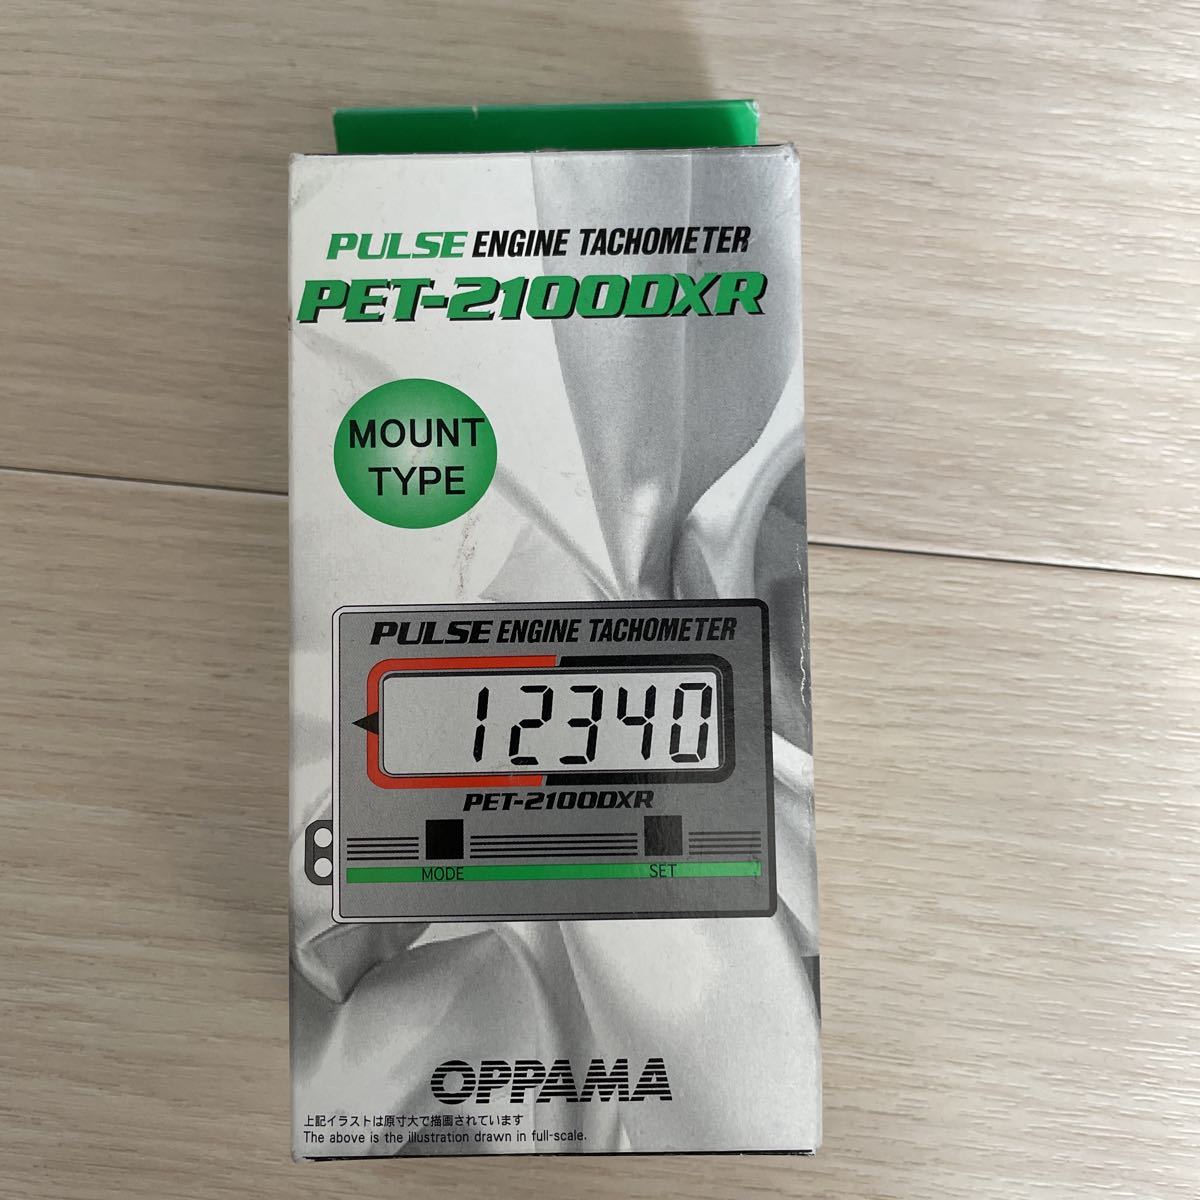 PULSE ENGINE TACHOMETER
PET-2100DXR
MOUNT
TYPE
PULSE ENGINE TACHOMETER
12340
PET-2100DXR
MODE SET
OPPAMA
上記イラストは原寸大で描画されています
The above is the illustration drawn in full-scale.